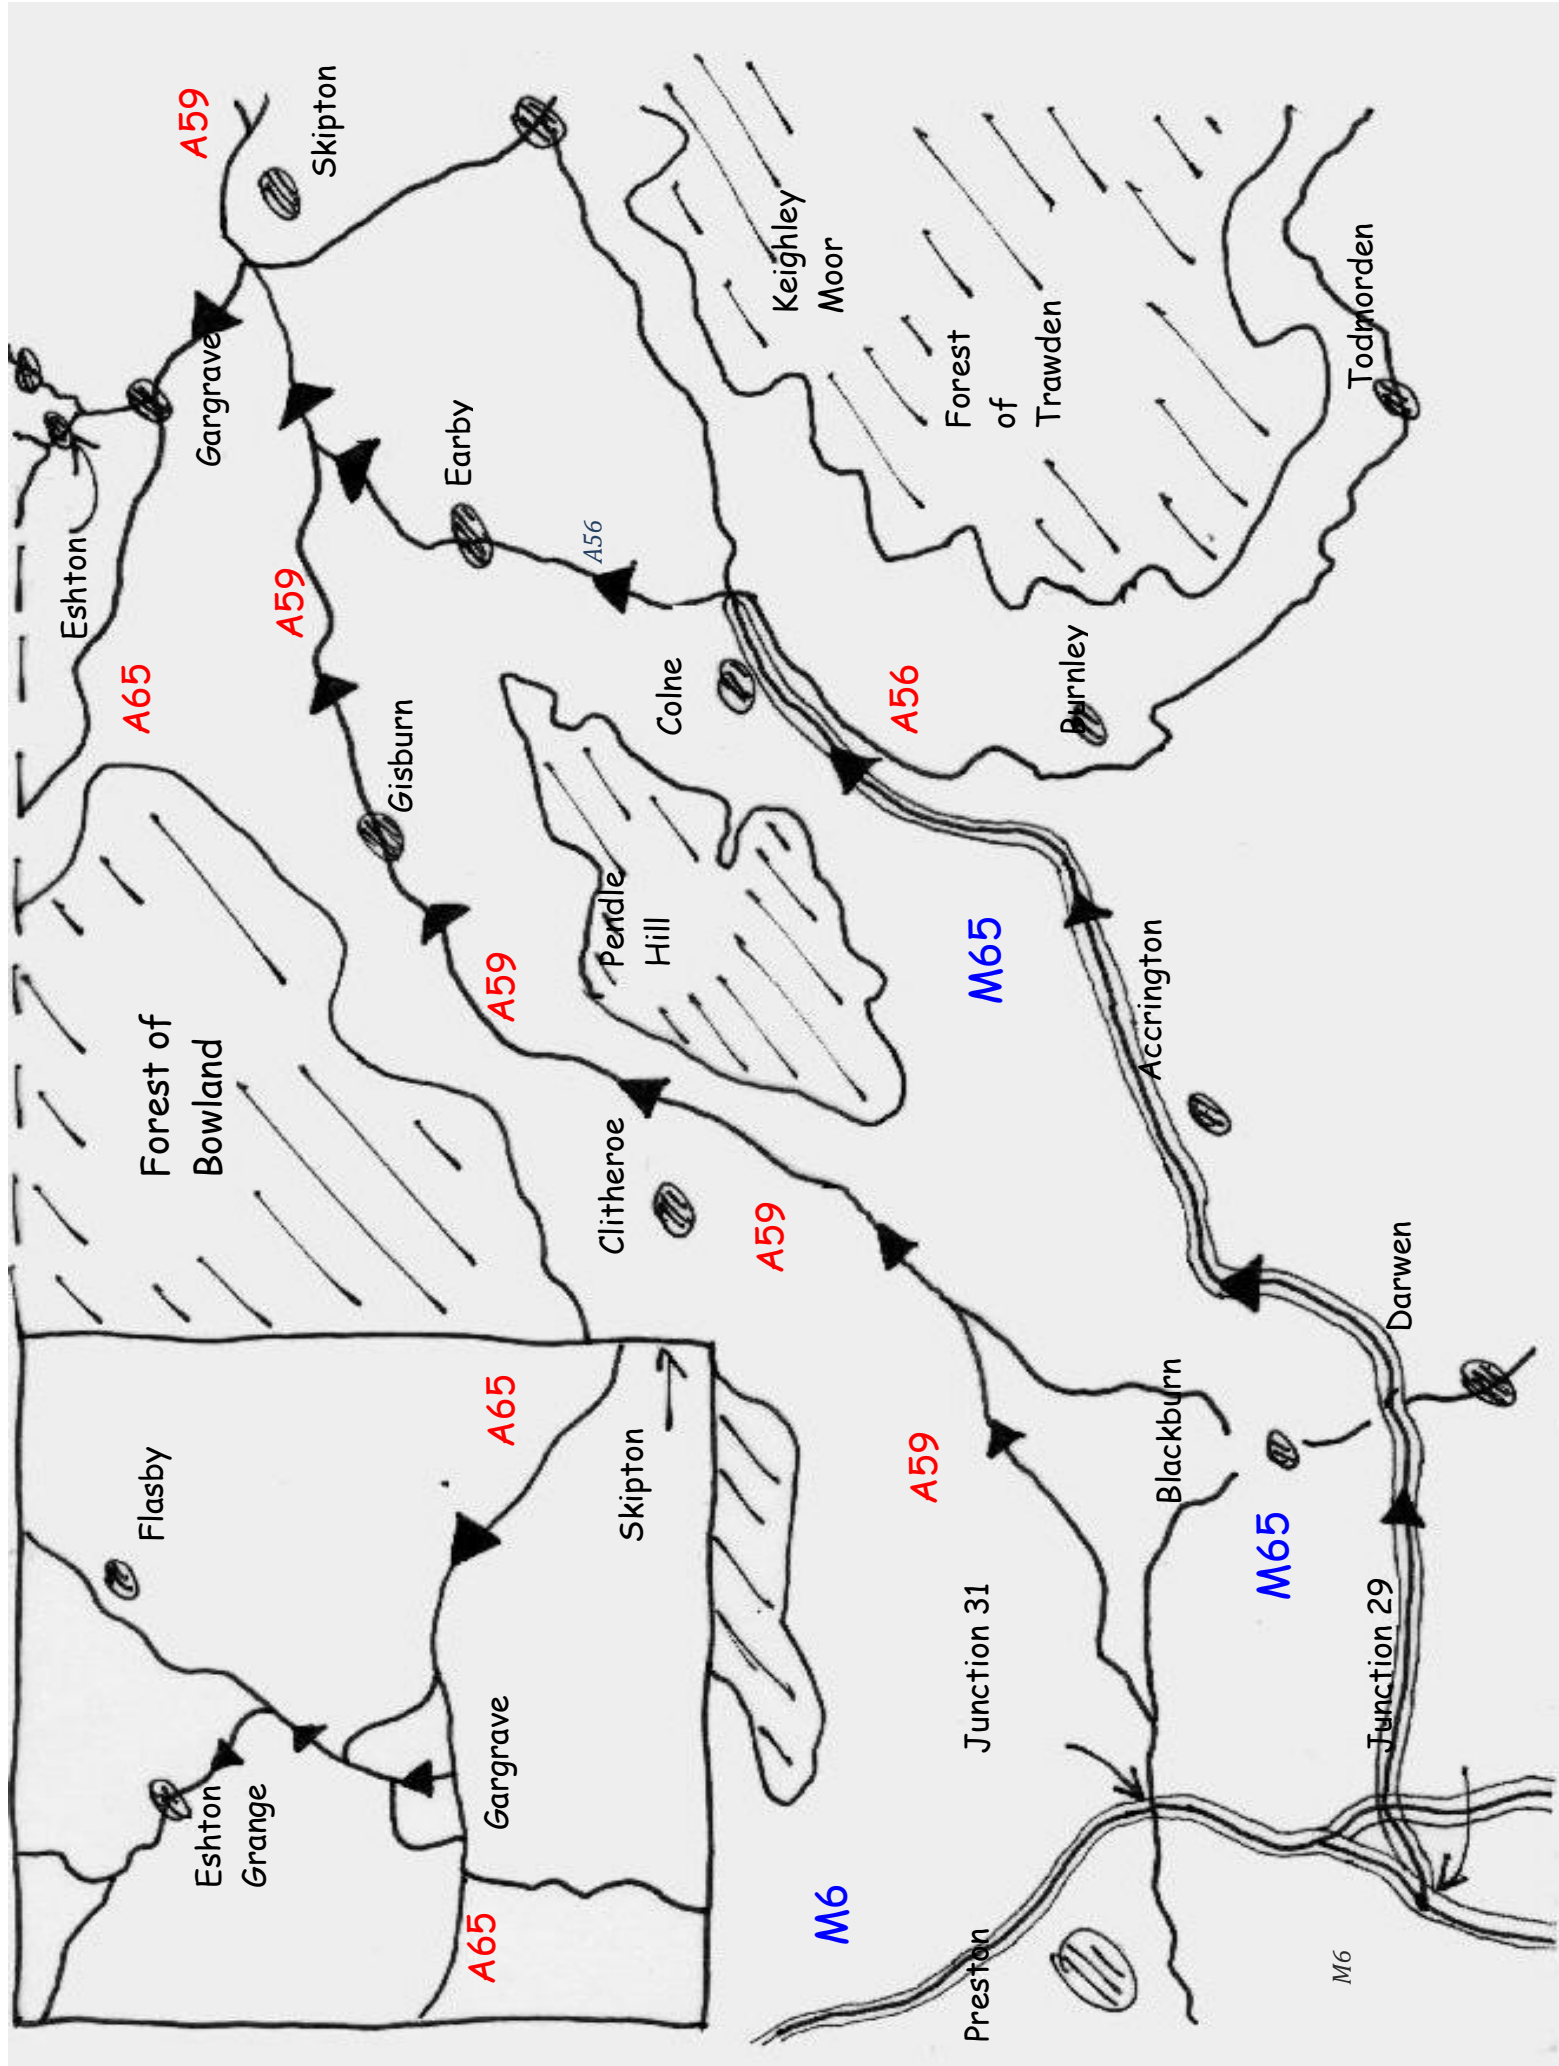 Eshton
A65
Flasby
Forest of
Bowland
A59
Eshton
Grange
Gargrave
A59
Skipton
Gisburn
Earby
A65
Gargrave
A65
A59
A56
Skipton
Clitheroe
Pendle
Hill
Colne
A59
Keighley
Moor
M6
A59
A56
Forest
of
Trawden
Preston
Junction 31
M65
Burnley
Blackburn
Accrington
M65
M6
Todmorden
Junction 29
Darwen